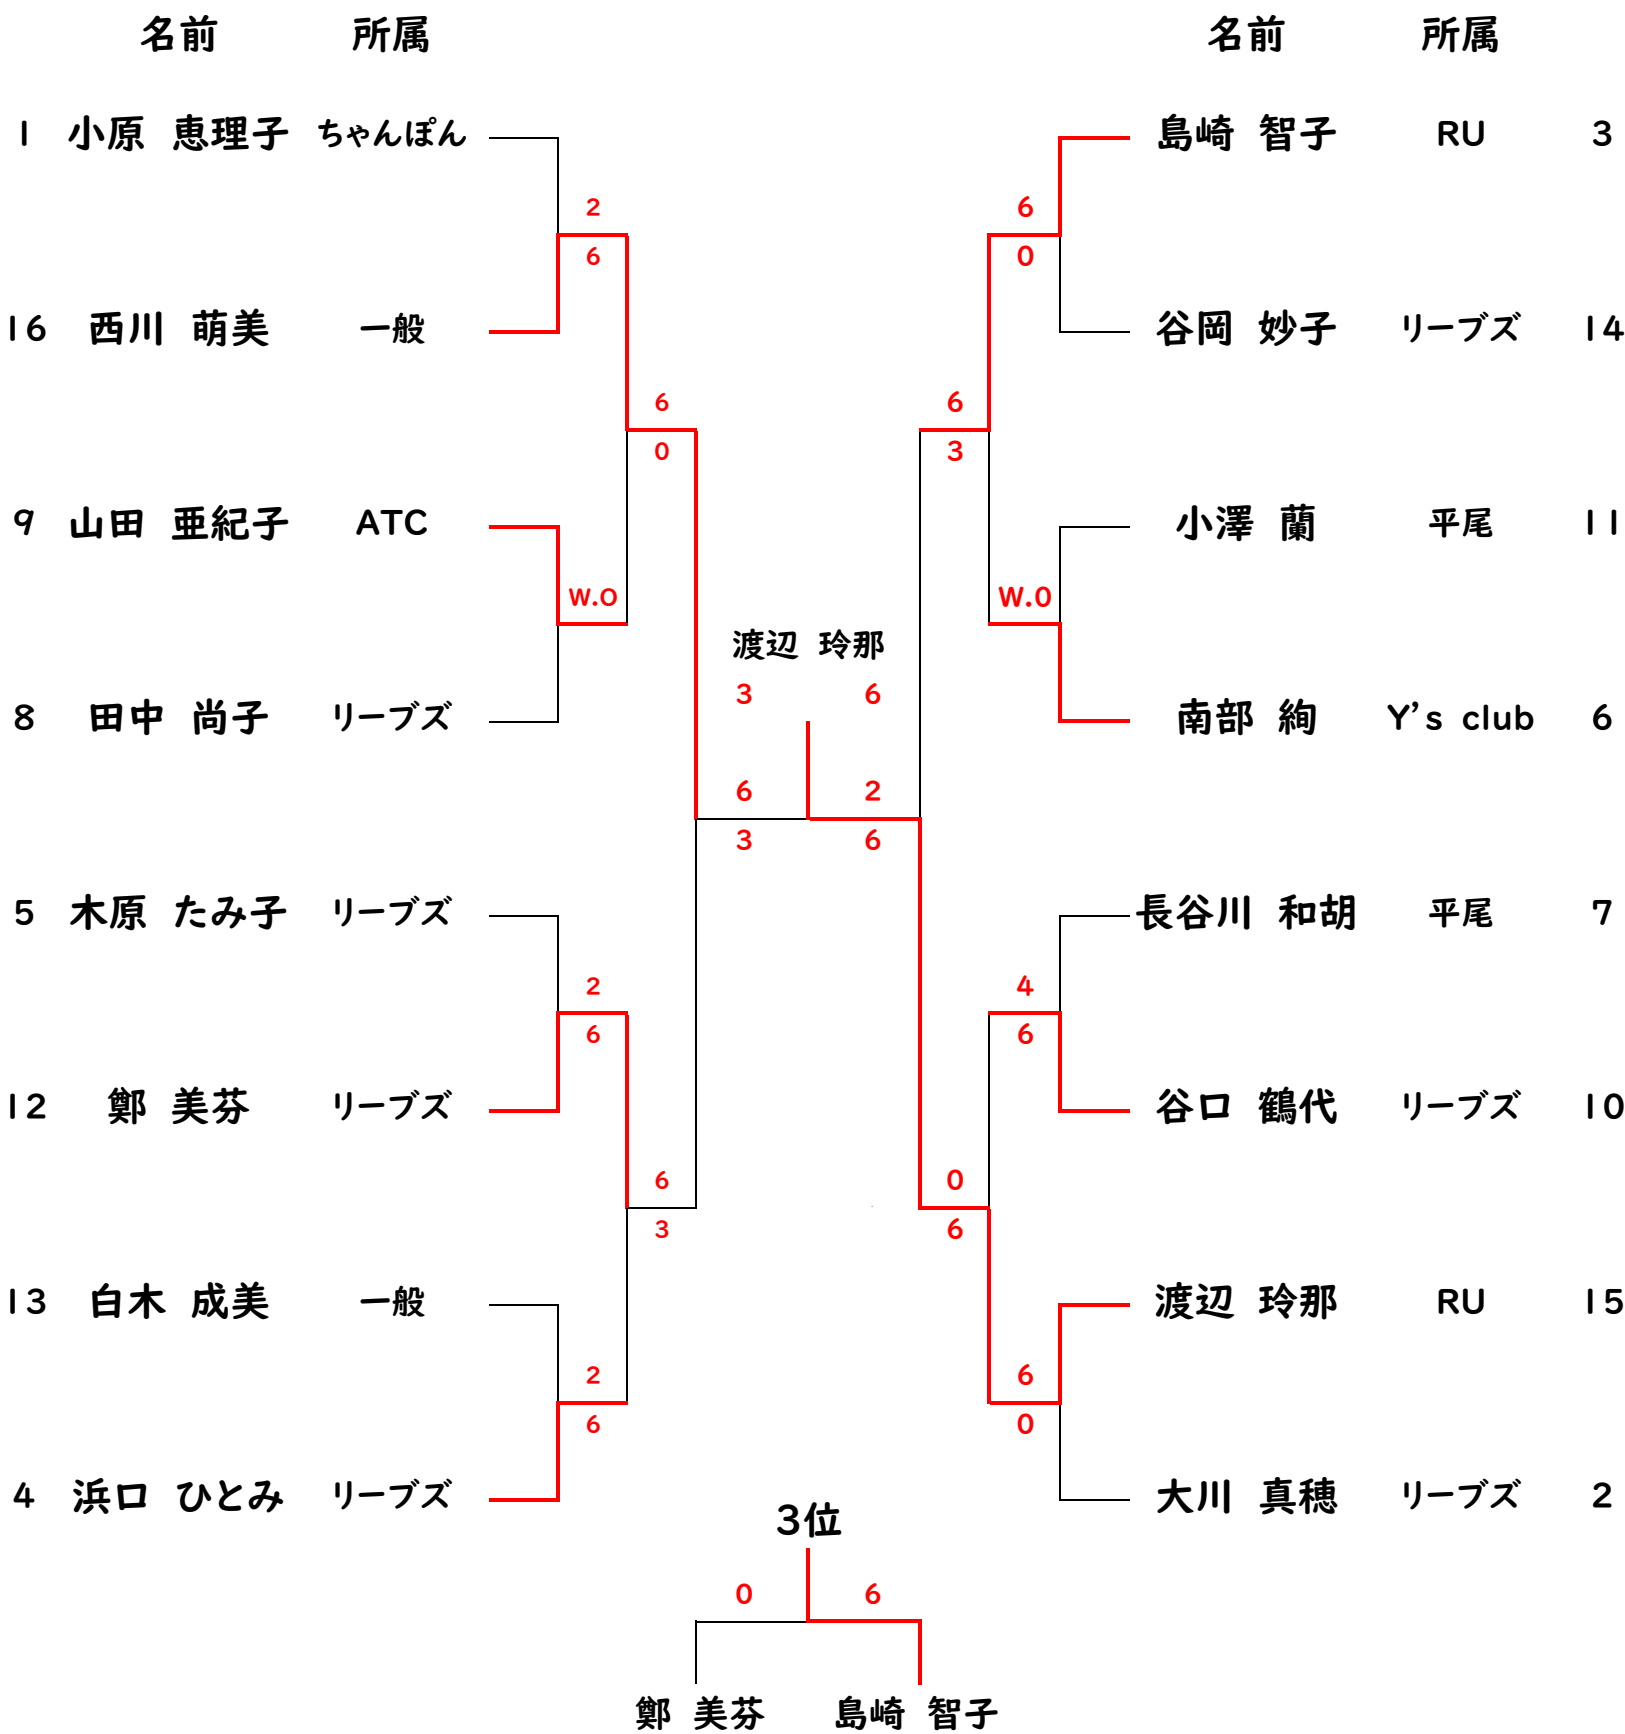 名前 所属 名前 所属
1 小原 恵理子 ちゃんぽん 島崎 智子 RU 3
2 6
6 0
16 西川 萌美 一般 谷岡 妙子 リーブズ 14
6 6
0 3
9 山田 亜紀子 ATC 小澤 蘭 平尾 11
W.O W.0
渡辺 玲那
3 6
8 田中 尚子 リーブズ 南部 絢 Y's club 6
6 2
3 6
5 木原 たみ子 リーブズ 長谷川 和胡 平尾 7
2 4
6 6
12 鄭 美芬 リーブズ 谷口 鶴代 リーブズ 10
6 0
3 6
13 白木 成美 一般 渡辺 玲那 RU 15
2 6
6 0
4 浜口 ひとみ リーブズ 大川 真穂 リーブズ 2
3位
0 6
鄭 美芬 島崎 智子